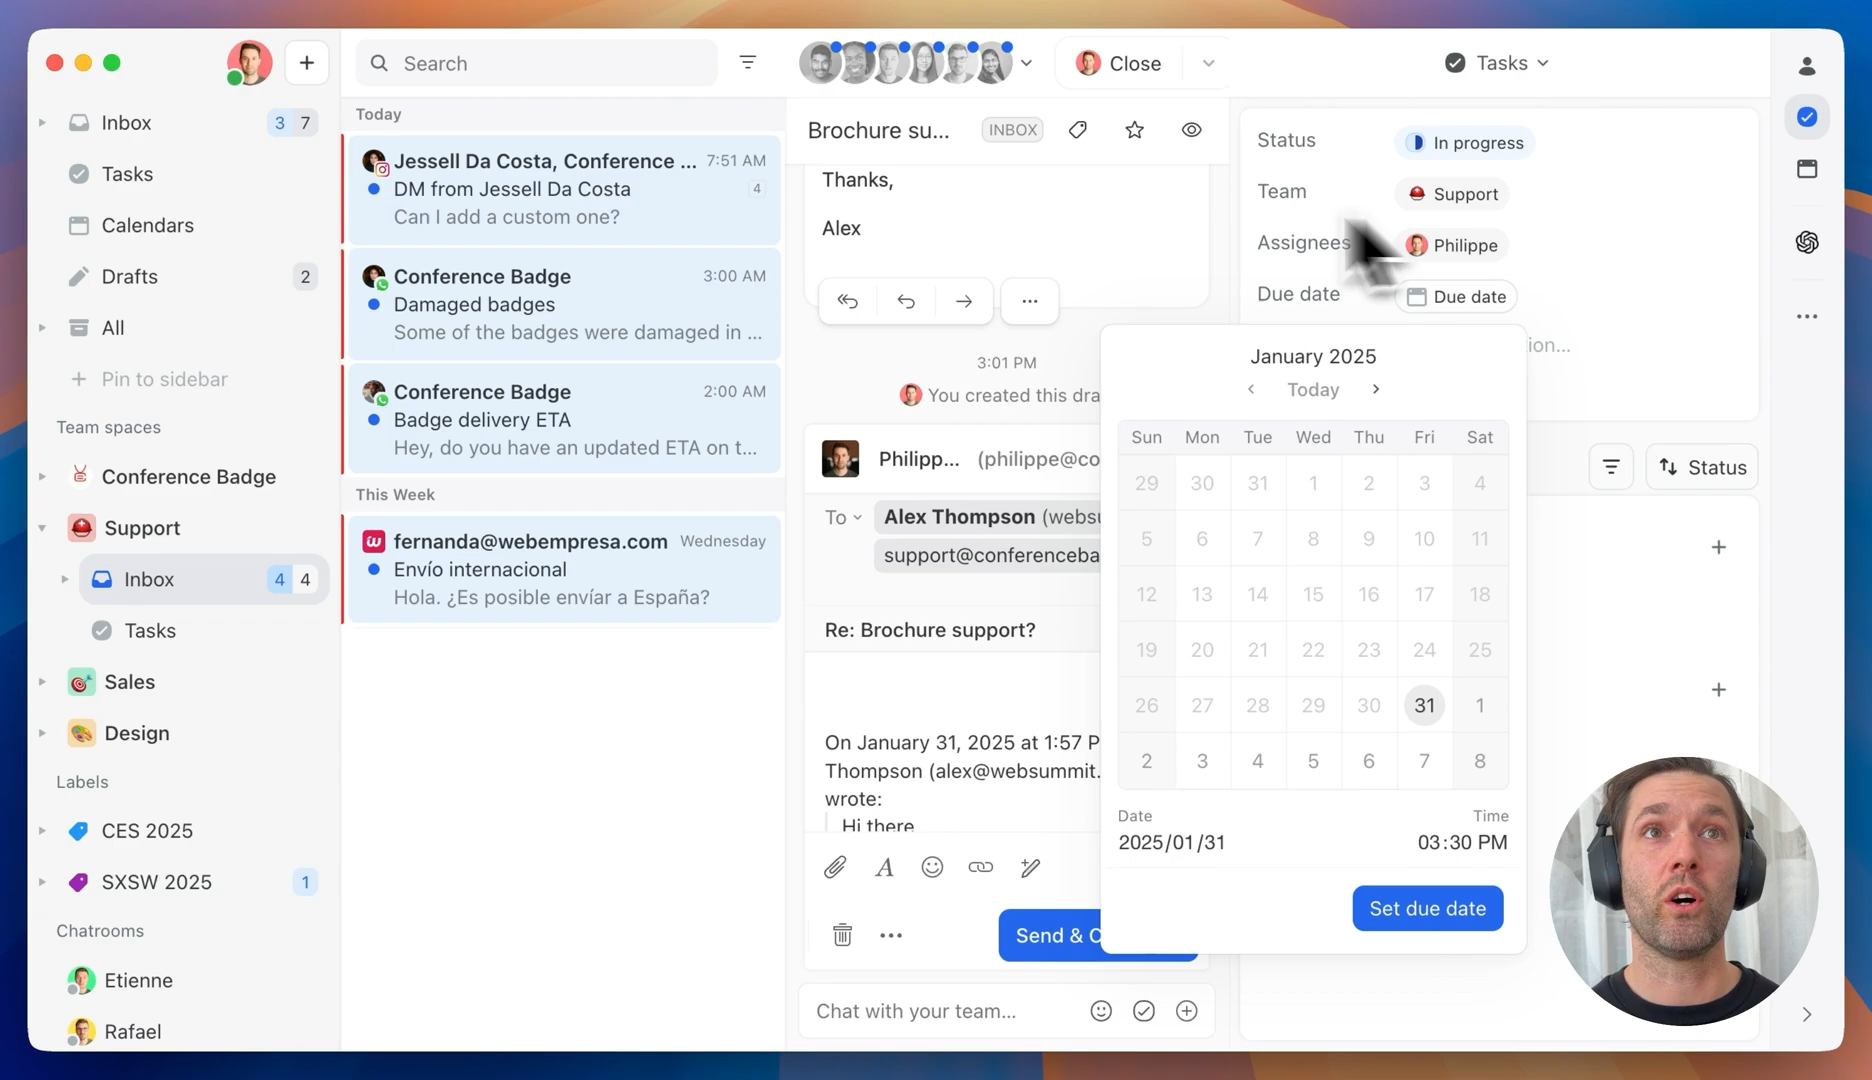 Search
Close
Tasks
Inbox
3 7
Tasks
Calendars
Drafts
2
All
Pin to sidebar
Team spaces
Conference Badge
Support
Inbox
4 4
Tasks
Sales
Design
Labels
CES 2025
SXSW 2025
1
Chatrooms
Etienne
Rafael
Today
Jessell Da Costa, Conference ... 7:51 AM
DM from Jessell Da Costa
4
Can I add a custom one?
Conference Badge 3:00 AM
Damaged badges
Some of the badges were damaged in ...
Conference Badge 2:00 AM
Badge delivery ETA
Hey, do you have an updated ETA on t...
This Week
fernanda@webempresa.com Wednesday
Envío internacional
Hola. ¿Es posible envíar a España?
Brochure su... INBOX
Thanks,
Alex
3:01 PM
You created this dra
Philipp... (philippe@co
To
Alex Thompson (websu
support@conferenceba
Re: Brochure support?
On January 31, 2025 at 1:57 P
Thompson (alex@websummit.
wrote:
Hi there
Send & C
Chat with your team...
Status In progress
Team Support
Assignees Philippe
Due date Due date
ion...
Status
January 2025
Today
Sun Mon Tue Wed Thu Fri Sat
29 30 31 1 2 3 4
5 6 7 8 9 10 11
12 13 14 15 16 17 18
19 20 21 22 23 24 25
26 27 28 29 30 31 1
2 3 4 5 6 7 8
Date Time
2025/01/31 03:30 PM
Set due date